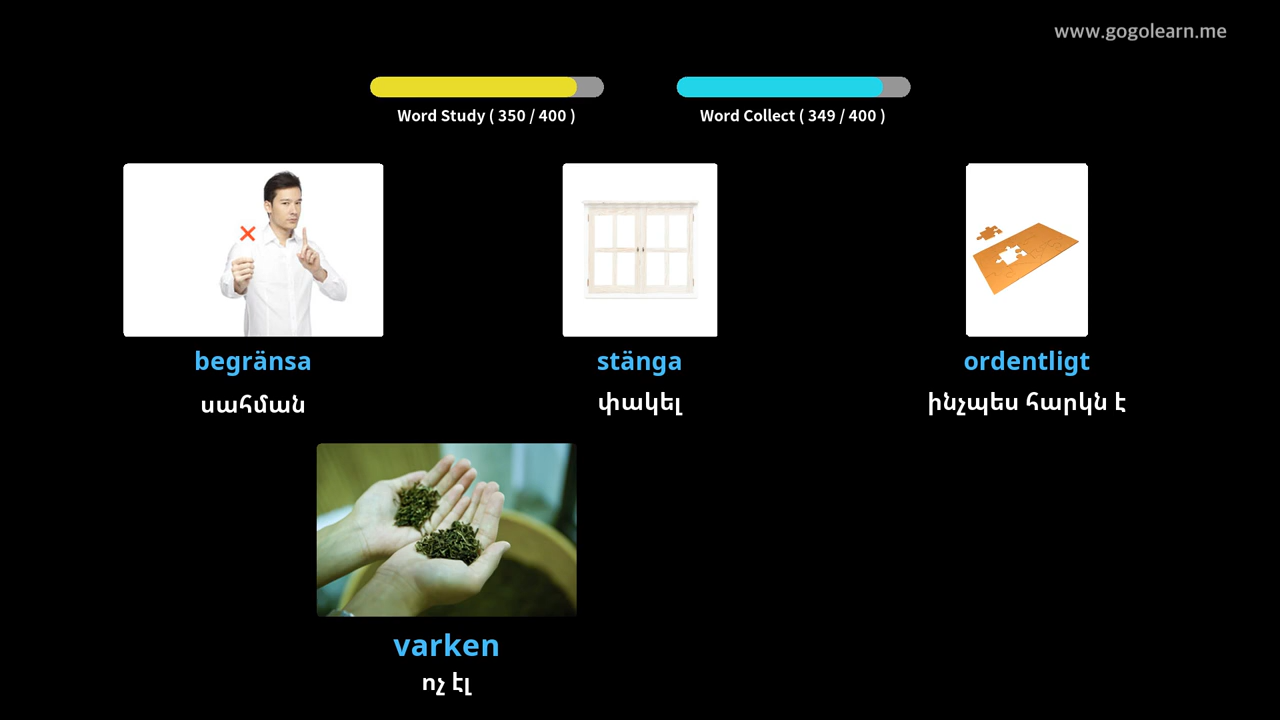 www.gogolearn.me
Word Study ( 350 / 400 )
Word Collect ( 349 / 400 )
begränsa
սահման
stänga
փակել
ordentligt
ինչպես հարկն է
varken
ոչ էլ